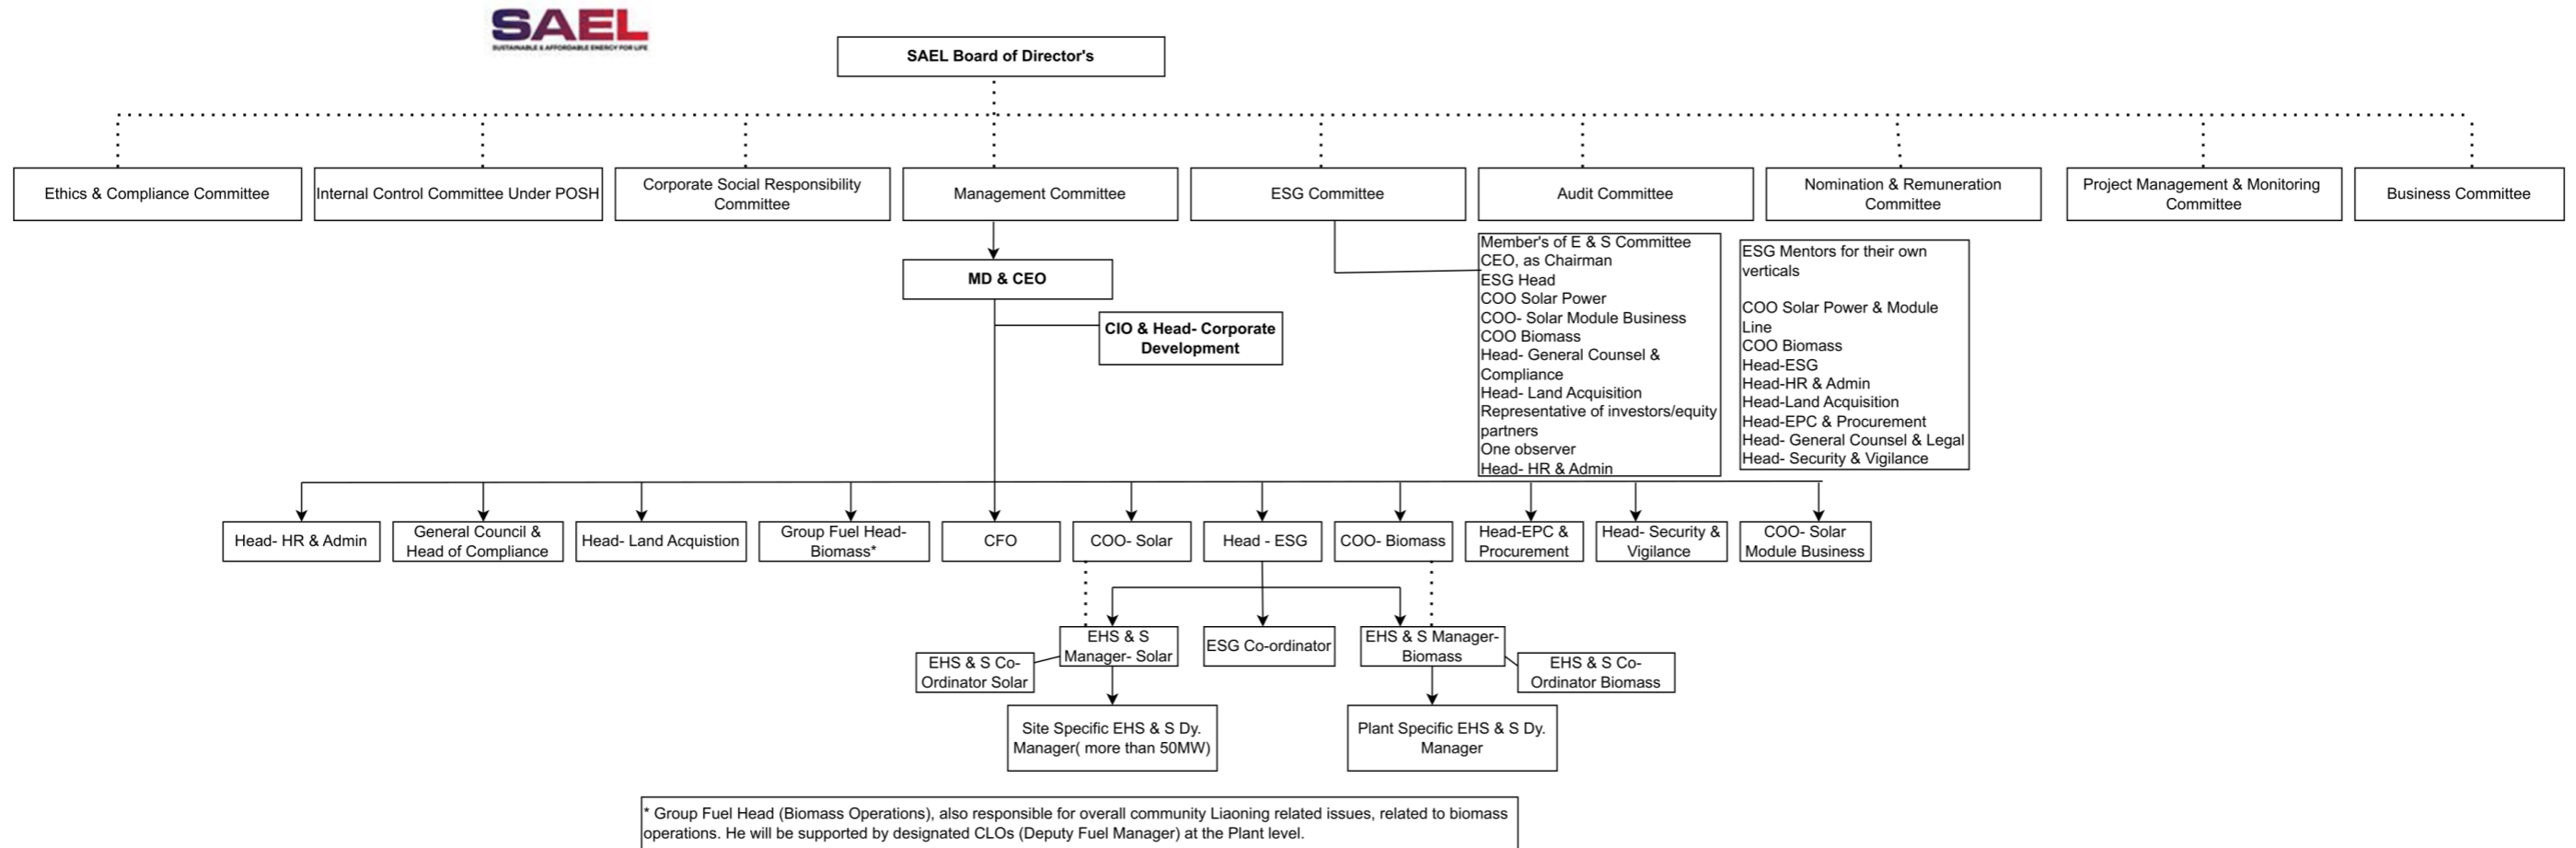 SAEL
SUSTAINABLE & AFFORDABLE ENERGY FOR LIFE
SAEL Board of Director's
Ethics & Compliance Committee
Internal Control Committee Under POSH
Corporate Social Responsibility
Committee
Management Committee
ESG Committee
Audit Committee
Nomination & Remuneration
Committee
Project Management & Monitoring
Committee
Business Committee
MD & CEO
CIO & Head- Corporate
Development
Member's of E & S Committee
CEO, as Chairman
ESG Head
COO Solar Power
COO- Solar Module Business
COO Biomass
Head- General Counsel &
Compliance
Head- Land Acquisition
Representative of investors/equity
partners
One observer
Head- HR & Admin
ESG Mentors for their own
verticals
COO Solar Power & Module
Line
COO Biomass
Head-ESG
Head-HR & Admin
Head-Land Acquisition
Head-EPC & Procurement
Head- General Counsel & Legal
Head- Security & Vigilance
Head- HR & Admin
General Council &
Head of Compliance
Head- Land Acquistion
Group Fuel Head-
Biomass*
CFO
COO- Solar
Head - ESG
COO- Biomass
Head-EPC &
Procurement
Head- Security &
Vigilance
COO- Solar
Module Business
EHS & S
Manager- Solar
ESG Co-ordinator
EHS & S Manager-
Biomass
EHS & S Co-
Ordinator Solar
EHS & S Co-
Ordinator Biomass
Site Specific EHS & S Dy.
Manager( more than 50MW)
Plant Specific EHS & S Dy.
Manager
* Group Fuel Head (Biomass Operations), also responsible for overall community Liaoning related issues, related to biomass
operations. He will be supported by designated CLOs (Deputy Fuel Manager) at the Plant level.